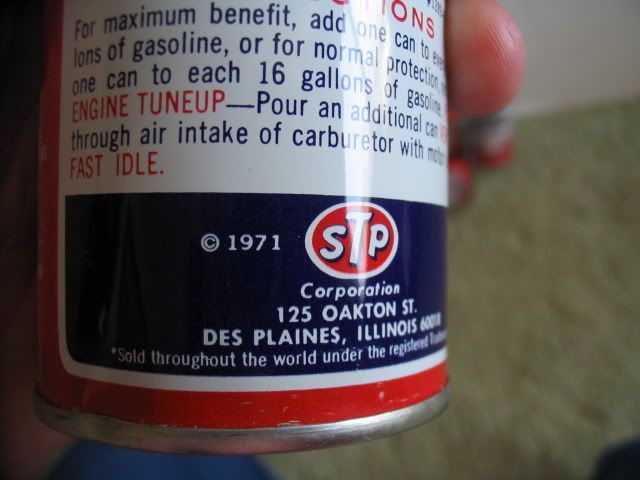 For maximum benefit, add one can to
lons of gasoline, or for normal protection,
one can to each 16 gallons of gasoline.
ENGINE TUNEUP—Pour an additional can
through air intake of carburetor with
FAST IDLE.
© 1971 STP
Corporation
125 OAKTON ST.
DES PLAINES, ILLINOIS 60018
*Sold throughout the world under the registered